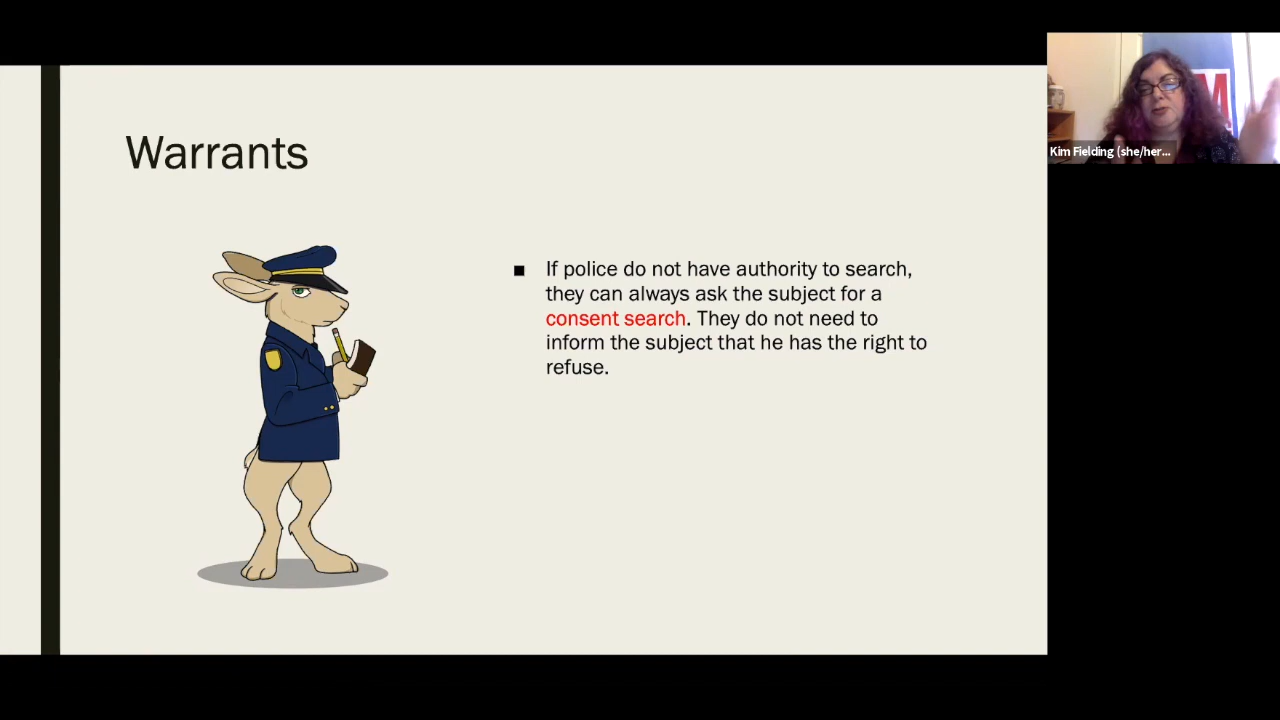 Warrants
■ If police do not have authority to search,
they can always ask the subject for a
consent search. They do not need to
inform the subject that he has the right to
refuse.
M
Kim Fielding (she/her...